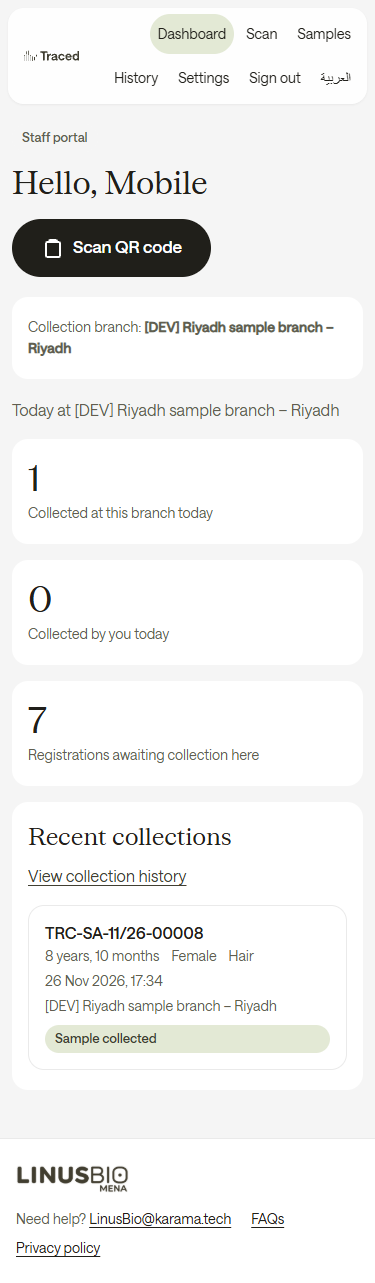 Traced
Dashboard Scan Samples
History Settings Sign out العربية
Staff portal
Hello, Mobile
Scan QR code
Collection branch: [DEV] Riyadh sample branch –
Riyadh
Today at [DEV] Riyadh sample branch – Riyadh
1
Collected at this branch today
0
Collected by you today
7
Registrations awaiting collection here
Recent collections
View collection history
TRC-SA-11/26-00008
8 years, 10 months Female Hair
26 Nov 2026, 17:34
[DEV] Riyadh sample branch – Riyadh
Sample collected
LINUSBIO
MENA
Need help? LinusBio@karama.tech FAQs
Privacy policy